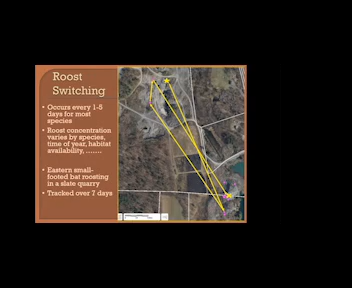 Roost
Switching
• Occurs every 1-5
days for most
species
• Roost concentration
varies by species,
time of year, habitat
availability, .......
• Eastern small-
footed bat roosting
in a slate quarry
• Tracked over 7 days